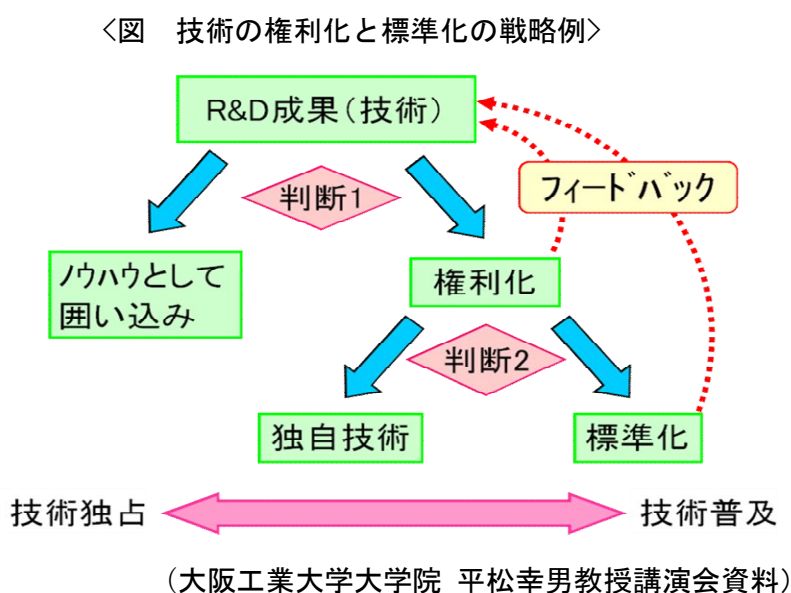 <図　技術の権利化と標準化の戦略例>
R&D成果(技術)
判断1
フィードバック
ノウハウとして
囲い込み
権利化
判断2
独自技術
標準化
技術独占
技術普及
(大阪工業大学大学院 平松幸男教授講演会資料)